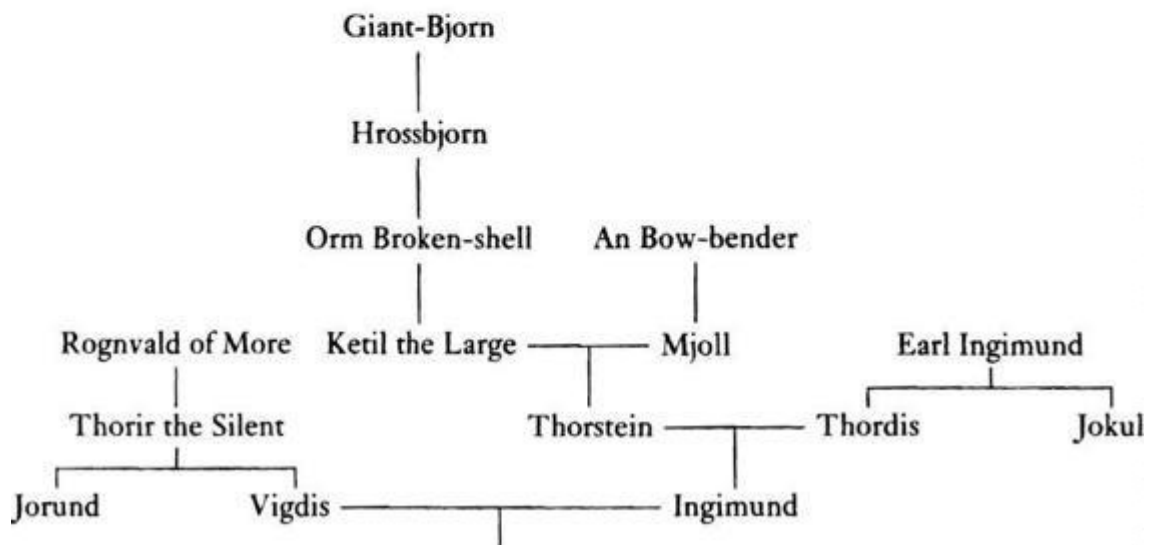 Giant-Bjorn
Hrossbjorn
Orm Broken-shell An Bow-bender
Rognvald of More Ketil the Large Mjoll Earl Ingimund
Thorir the Silent Thorstein Thordis Jokul
Jorund Vigdis Ingimund